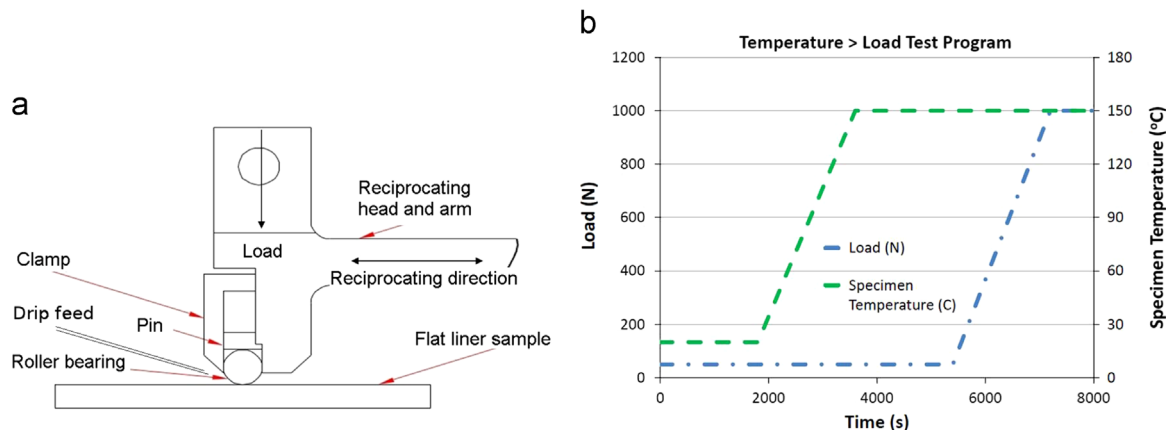 a
Load
Reciprocating
head and arm
Reciprocating direction
Clamp
Drip feed
Pin
Roller bearing
Flat liner sample
b
Temperature > Load Test Program
1200
1000
800
600
400
200
0
Load (N)
180
150
120
90
60
30
0
Specimen Temperature (°C)
Load (N)
Specimen
Temperature (C)
0
2000
4000
6000
8000
Time (s)